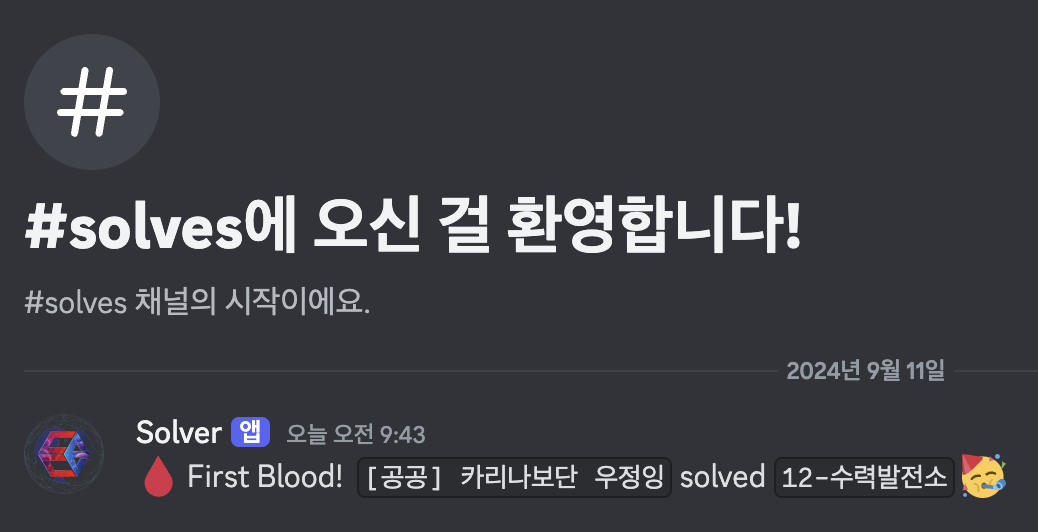 #solves에 오신 걸 환영합니다!
#solves 채널의 시작이에요.
2024년 9월 11일
Solver 앱 오늘 오전 9:43
🩸 First Blood! [공공] 카리나보단 우정잉 solved 12-수력발전소 🥳